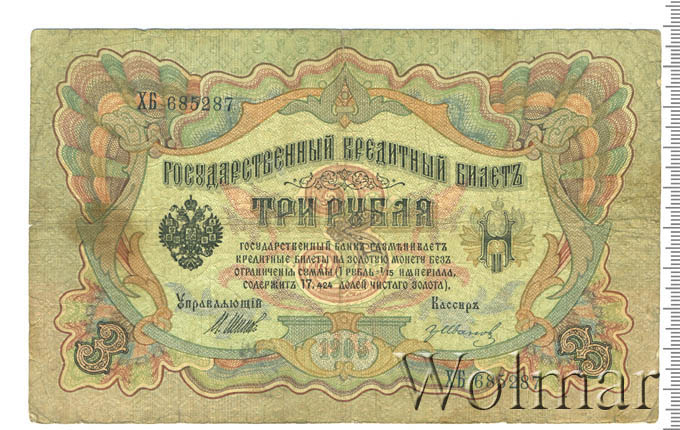 ХБ 685287
ГОСУДАРСТВЕННЫЙ КРЕДИТНЫЙ БИЛЕТЪ
ТРИ РУБЛЯ
ГОСУДАРСТВЕННЫЙ БАНКЪ РАЗМѢНИВАЕТЪ
КРЕДИТНЫЕ БИЛЕТЫ НА ЗОЛОТУЮ МОНЕТУ БЕЗЪ
ОГРАНИЧЕНІЯ СУММЫ (1 РУБЛЬ = 1/15 ИМПЕРІАЛА,
СОДЕРЖИТЪ 17,424 ДОЛЕЙ ЧИСТАГО ЗОЛОТА).
Управляющій Кассиръ
И. Шипов Гр. Иванов
3 1905 3
ХБ 685287
Wolmar